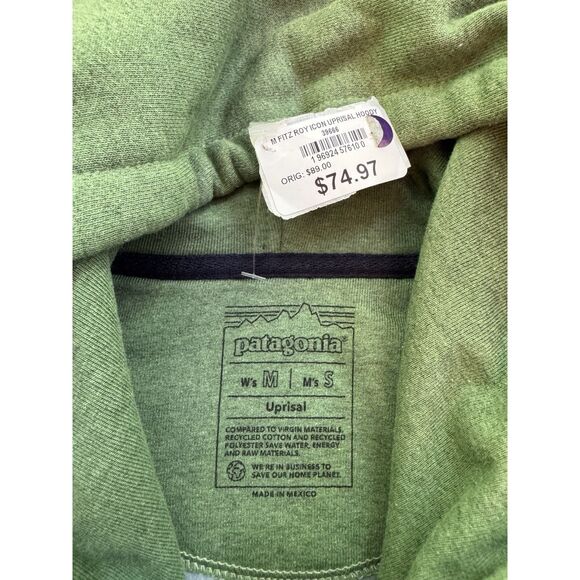 M FITZ ROY ICON UPRISAL HOODY
39666
1 96924 57610 0
ORIG: $89.00
$74.97
patagonia®
W's M | M's S
Uprisal
COMPARED TO VIRGIN MATERIALS,
RECYCLED COTTON AND RECYCLED
POLYESTER SAVE WATER, ENERGY
AND RAW MATERIALS.
WE'RE IN BUSINESS TO
SAVE OUR HOME PLANET.
MADE IN MEXICO